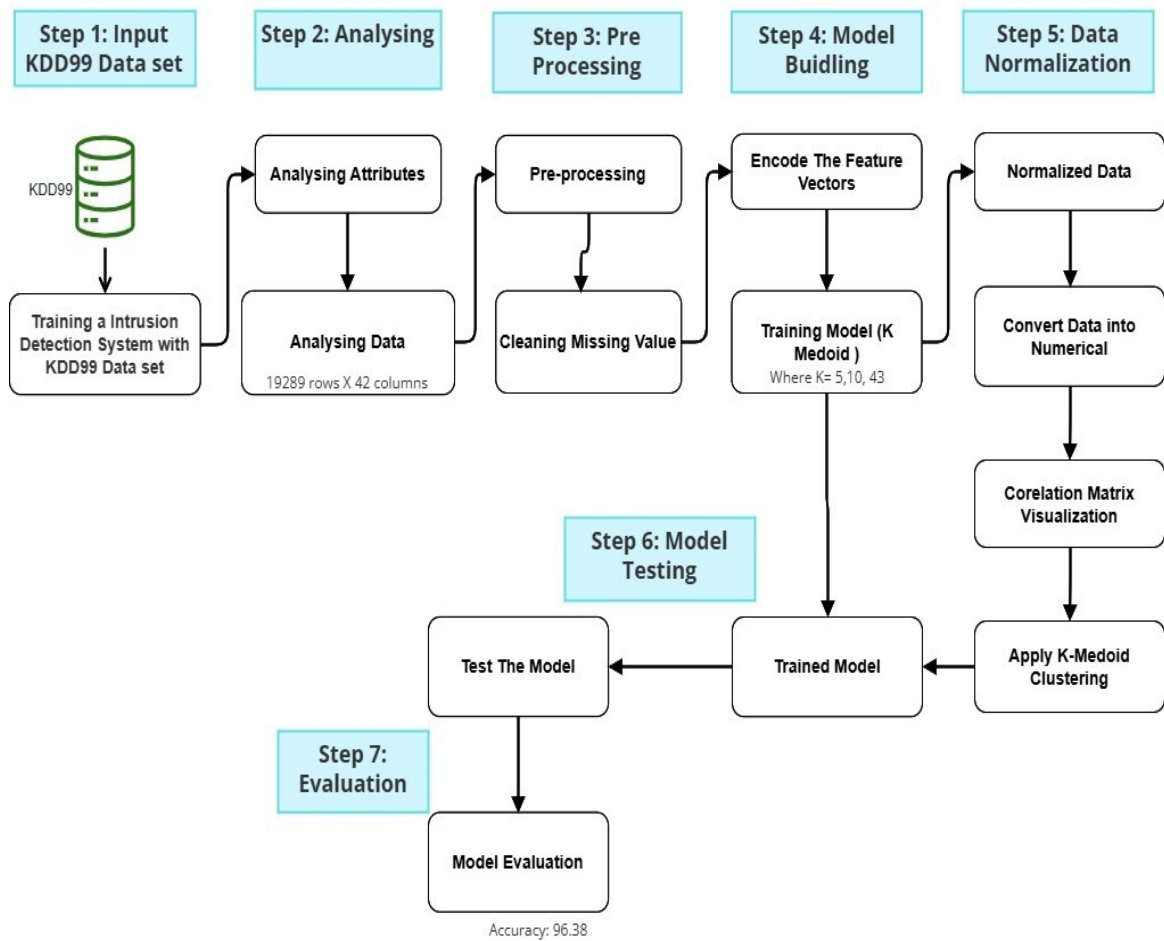 Step 1: Input
KDD99 Data set
Step 2: Analysing
Step 3: Pre
Processing
Step 4: Model
Buidling
Step 5: Data
Normalization
KDD99
Training a Intrusion
Detection System with
KDD99 Data set
Analysing Attributes
Analysing Data
19289 rows X 42 columns
Pre-processing
Cleaning Missing Value
Encode The Feature
Vectors
Training Model (K
Medoid )
Where K= 5,10, 43
Normalized Data
Convert Data into
Numerical
Corelation Matrix
Visualization
Apply K-Medoid
Clustering
Step 6: Model
Testing
Trained Model
Test The Model
Step 7:
Evaluation
Model Evaluation
Accuracy: 96.38